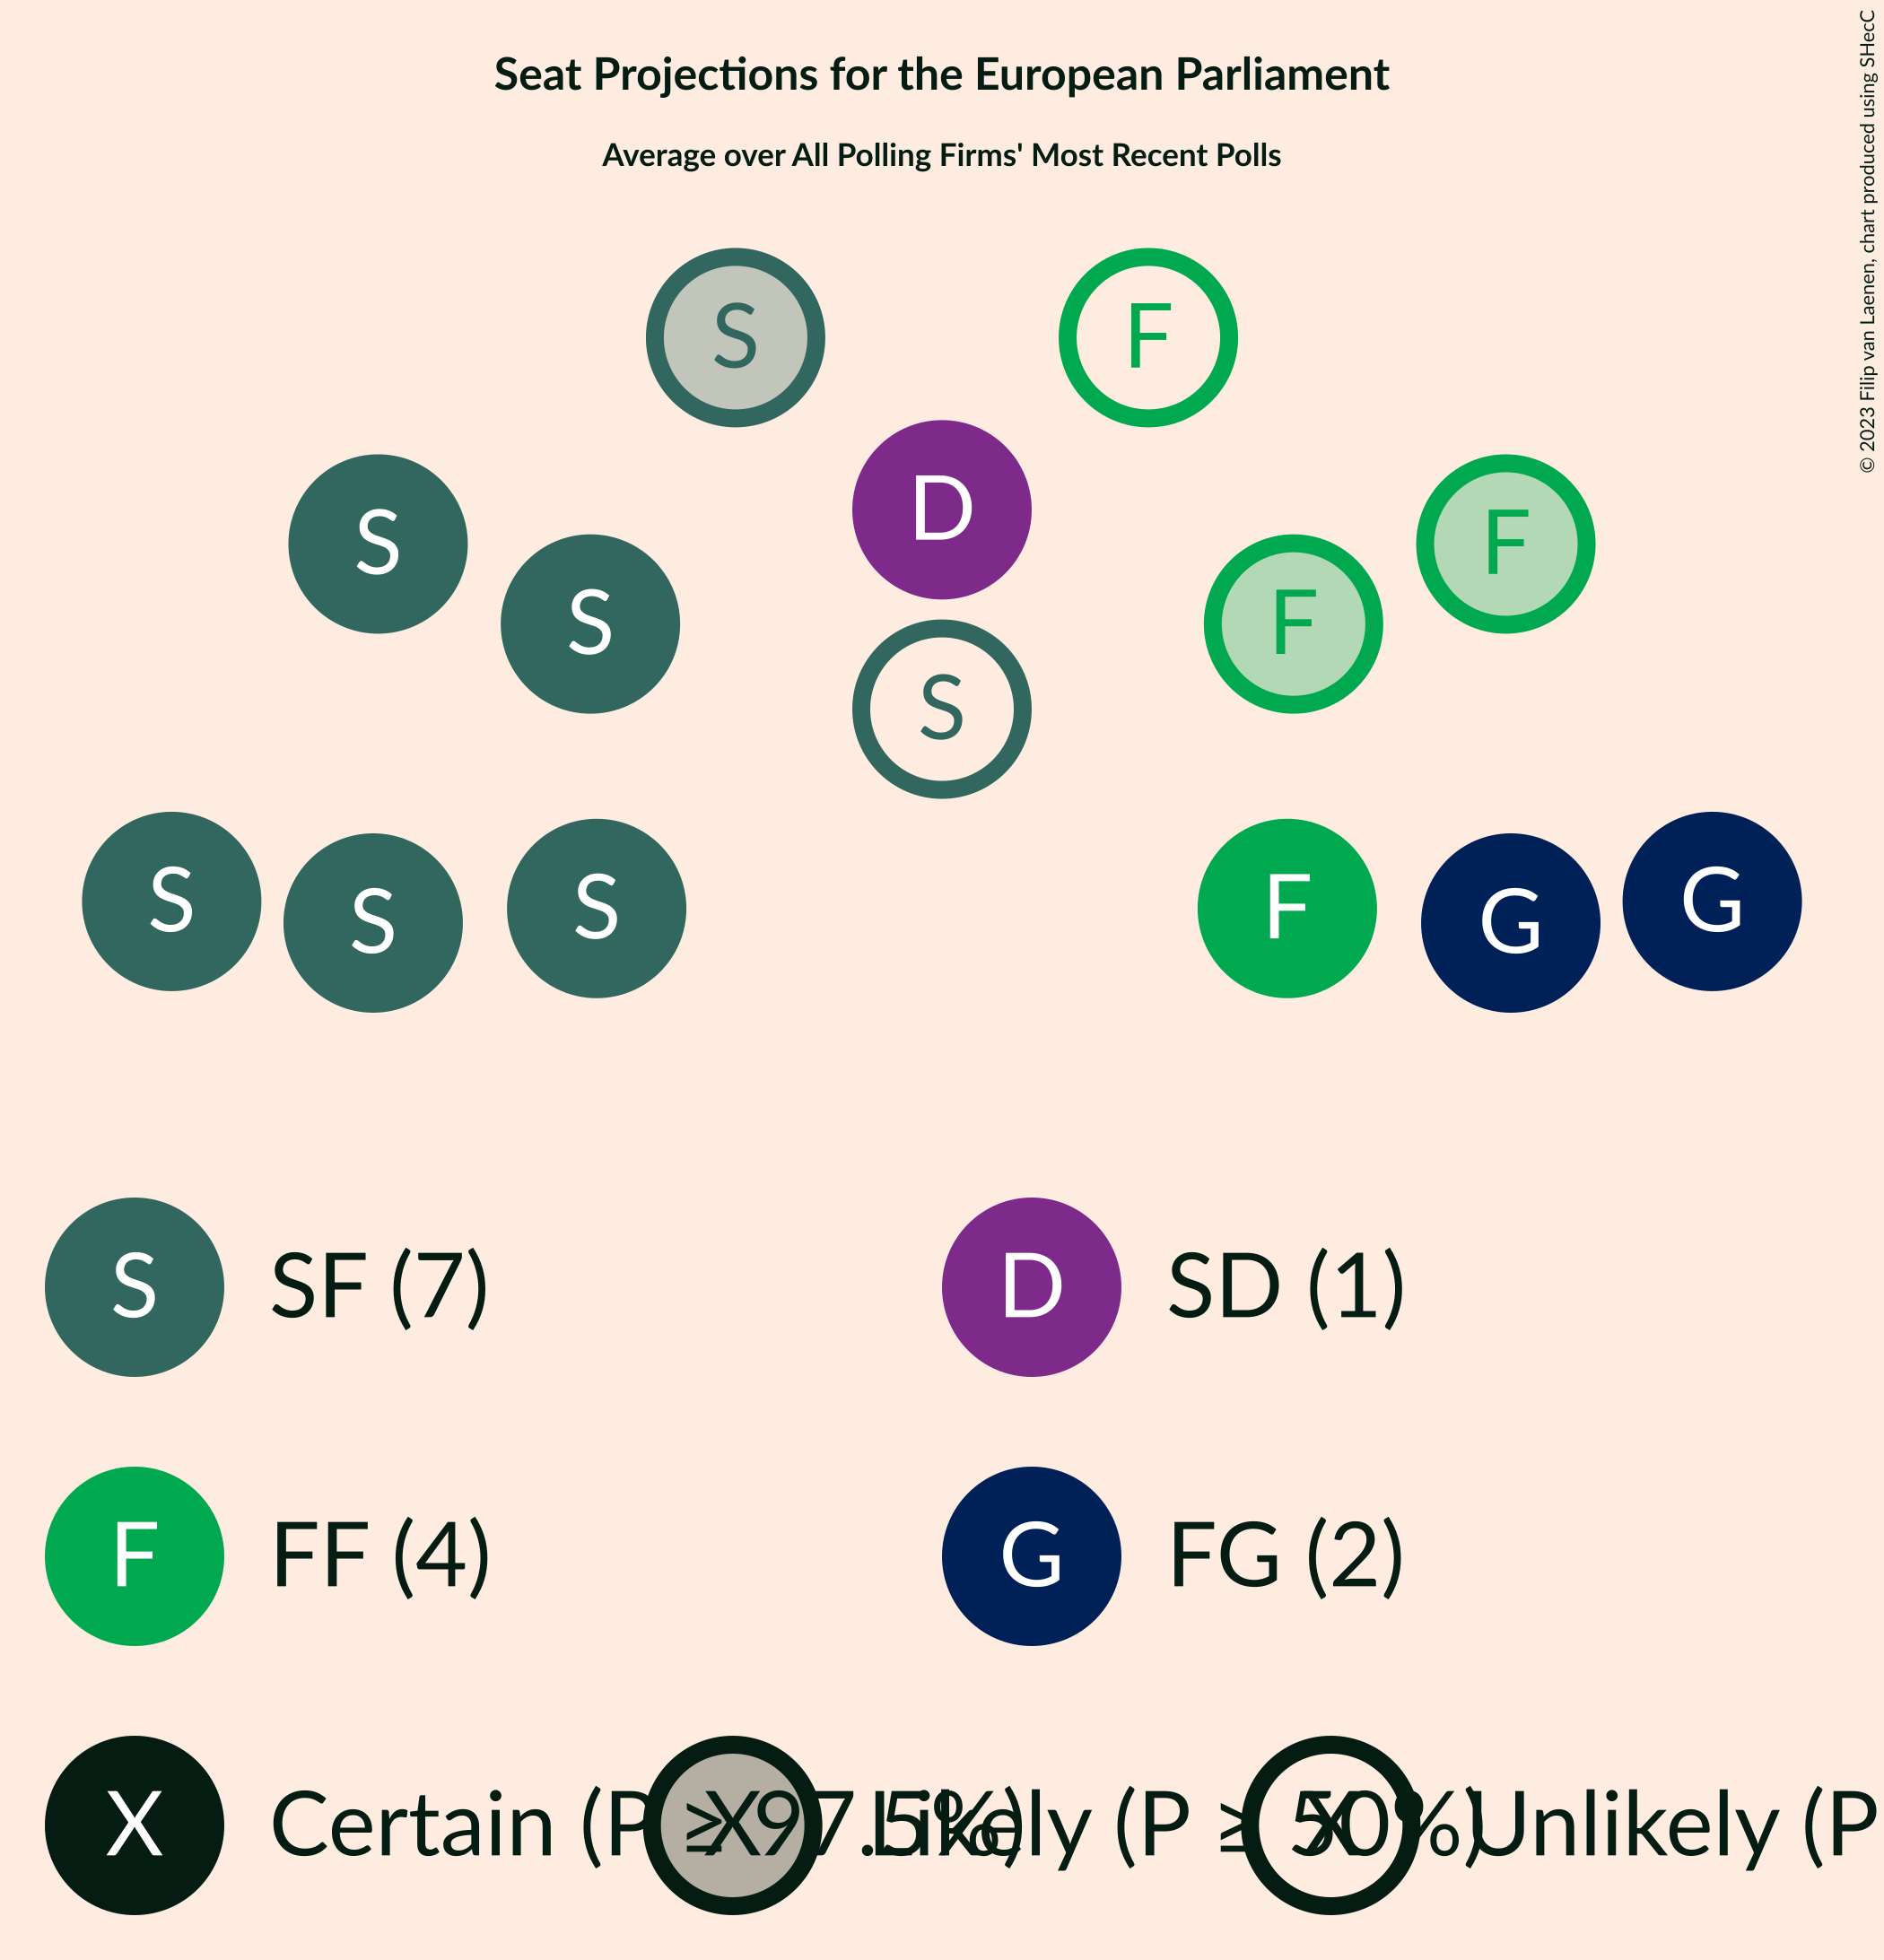 Seat Projections for the European Parliament
Average over All Polling Firms' Most Recent Polls
© 2023 Filip van Laenen, chart produced using SHecC
S F
S D F
S F
S
S S S F G G
S SF (7) D SD (1)
F FF (4) G FG (2)
X Certain (P ≥ 97.5%) X Likely (P ≥ 50%) X Unlikely (P